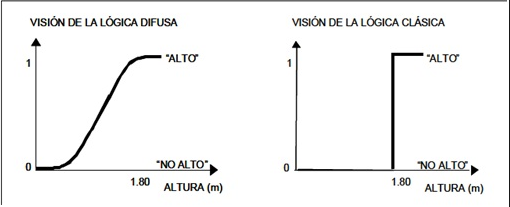 VISIÓN DE LA LÓGICA DIFUSA
1
"ALTO"
0
"NO ALTO"
1.80
ALTURA (m)
VISIÓN DE LA LÓGICA CLÁSICA
1
"ALTO"
0
"NO ALTO"
1.80
ALTURA (m)